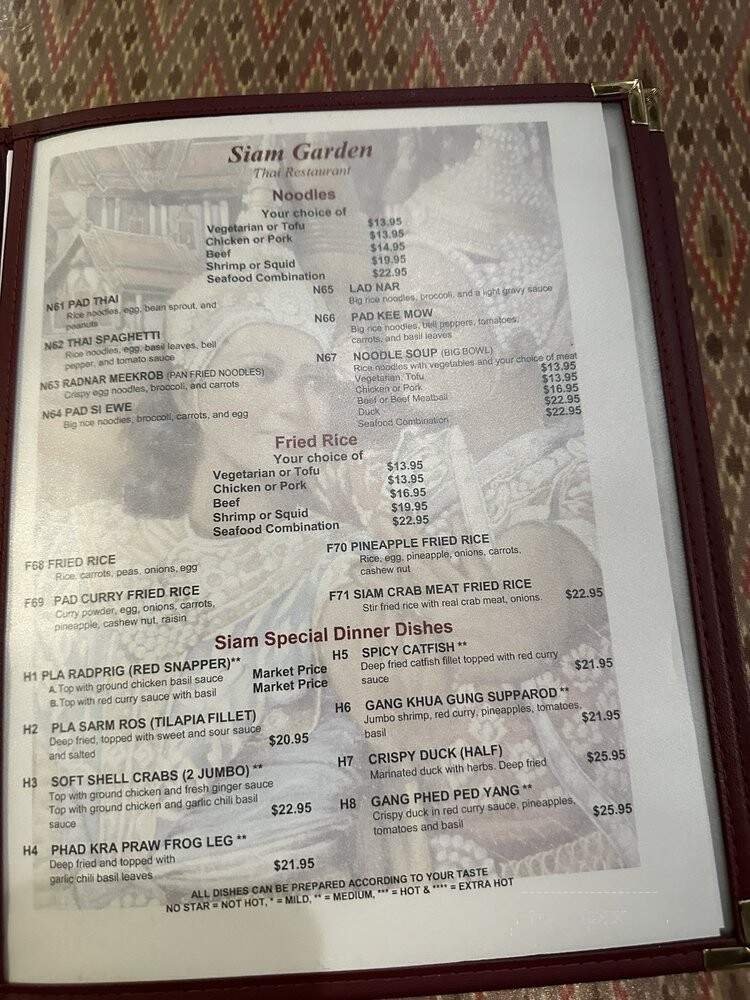 Siam Garden
Thai Restaurant
Noodles
Your choice of
Vegetarian or Tofu $13.95
Chicken or Pork $13.95
Beef $14.95
Shrimp or Squid $19.95
Seafood Combination $22.95
N61 PAD THAI
Rice noodles, egg, bean sprout, and
peanuts
N62 THAI SPAGHETTI
Rice noodles, egg, basil leaves, bell
pepper, and tomato sauce
N63 RADNAR MEEKROB (PAN FRIED NOODLES)
Crispy egg noodles, broccoli, and carrots
N64 PAD SI EWE
Big rice noodles, broccoli, carrots, and egg
N65 LAD NAR
Big rice noodles, broccoli, and a light gravy sauce
N66 PAD KEE MOW
Big rice noodles, bell peppers, tomatoes,
carrots, and basil leaves
N67 NOODLE SOUP (BIG BOWL)
Rice noodles with vegetables and your choice of meat
Vegetarian, Tofu $13.95
Chicken or Pork $13.95
Beef or Beef Meatball $16.95
Duck $22.95
Seafood Combination $22.95
Fried Rice
Your choice of
Vegetarian or Tofu $13.95
Chicken or Pork $13.95
Beef $16.95
Shrimp or Squid $19.95
Seafood Combination $22.95
F68 FRIED RICE
Rice, carrots, peas, onions, egg
F69 PAD CURRY FRIED RICE
Curry powder, egg, onions, carrots,
pineapple, cashew nut, raisin
F70 PINEAPPLE FRIED RICE
Rice, egg, pineapple, onions, carrots,
cashew nut
F71 SIAM CRAB MEAT FRIED RICE
Stir fried rice with real crab meat, onions. $22.95
Siam Special Dinner Dishes
H1 PLA RADPRIG (RED SNAPPER)**
A. Top with ground chicken basil sauce Market Price
B. Top with red curry sauce with basil Market Price
H2 PLA SARM ROS (TILAPIA FILLET)
Deep fried, topped with sweet and sour sauce
and salted $20.95
H3 SOFT SHELL CRABS (2 JUMBO) **
Top with ground chicken and fresh ginger sauce
Top with ground chicken and garlic chili basil
sauce $22.95
H4 PHAD KRA PRAW FROG LEG **
Deep fried and topped with
garlic chili basil leaves $21.95
H5 SPICY CATFISH **
Deep fried catfish fillet topped with red curry
sauce $21.95
H6 GANG KHUA GUNG SUPPAROD **
Jumbo shrimp, red curry, pineapples, tomatoes,
basil $21.95
H7 CRISPY DUCK (HALF)
Marinated duck with herbs. Deep fried $25.95
H8 GANG PHED PED YANG **
Crispy duck in red curry sauce, pineapples,
tomatoes and basil $25.95
ALL DISHES CAN BE PREPARED ACCORDING TO YOUR TASTE
NO STAR = NOT HOT, * = MILD, ** = MEDIUM, *** = HOT & **** = EXTRA HOT